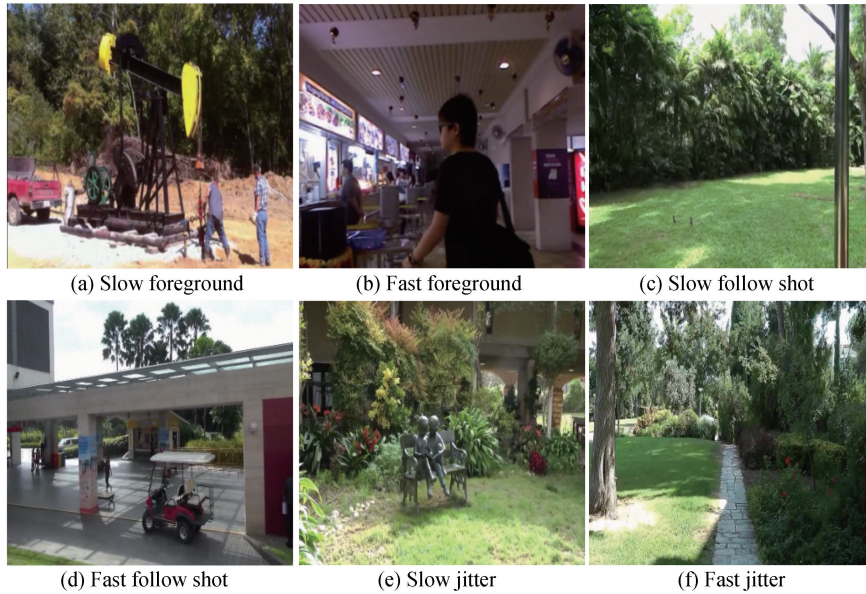 (a) Slow foreground
(b) Fast foreground
(c) Slow follow shot
(d) Fast follow shot
(e) Slow jitter
(f) Fast jitter